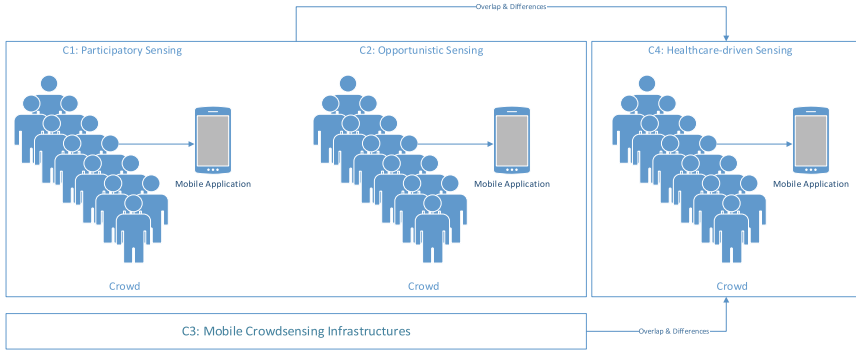 Overlap & Differences
C1: Participatory Sensing
C2: Opportunistic Sensing
C4: Healthcare-driven Sensing
Mobile Application
Mobile Application
Mobile Application
Crowd
Crowd
Crowd
C3: Mobile Crowdsensing Infrastructures
Overlap & Differences